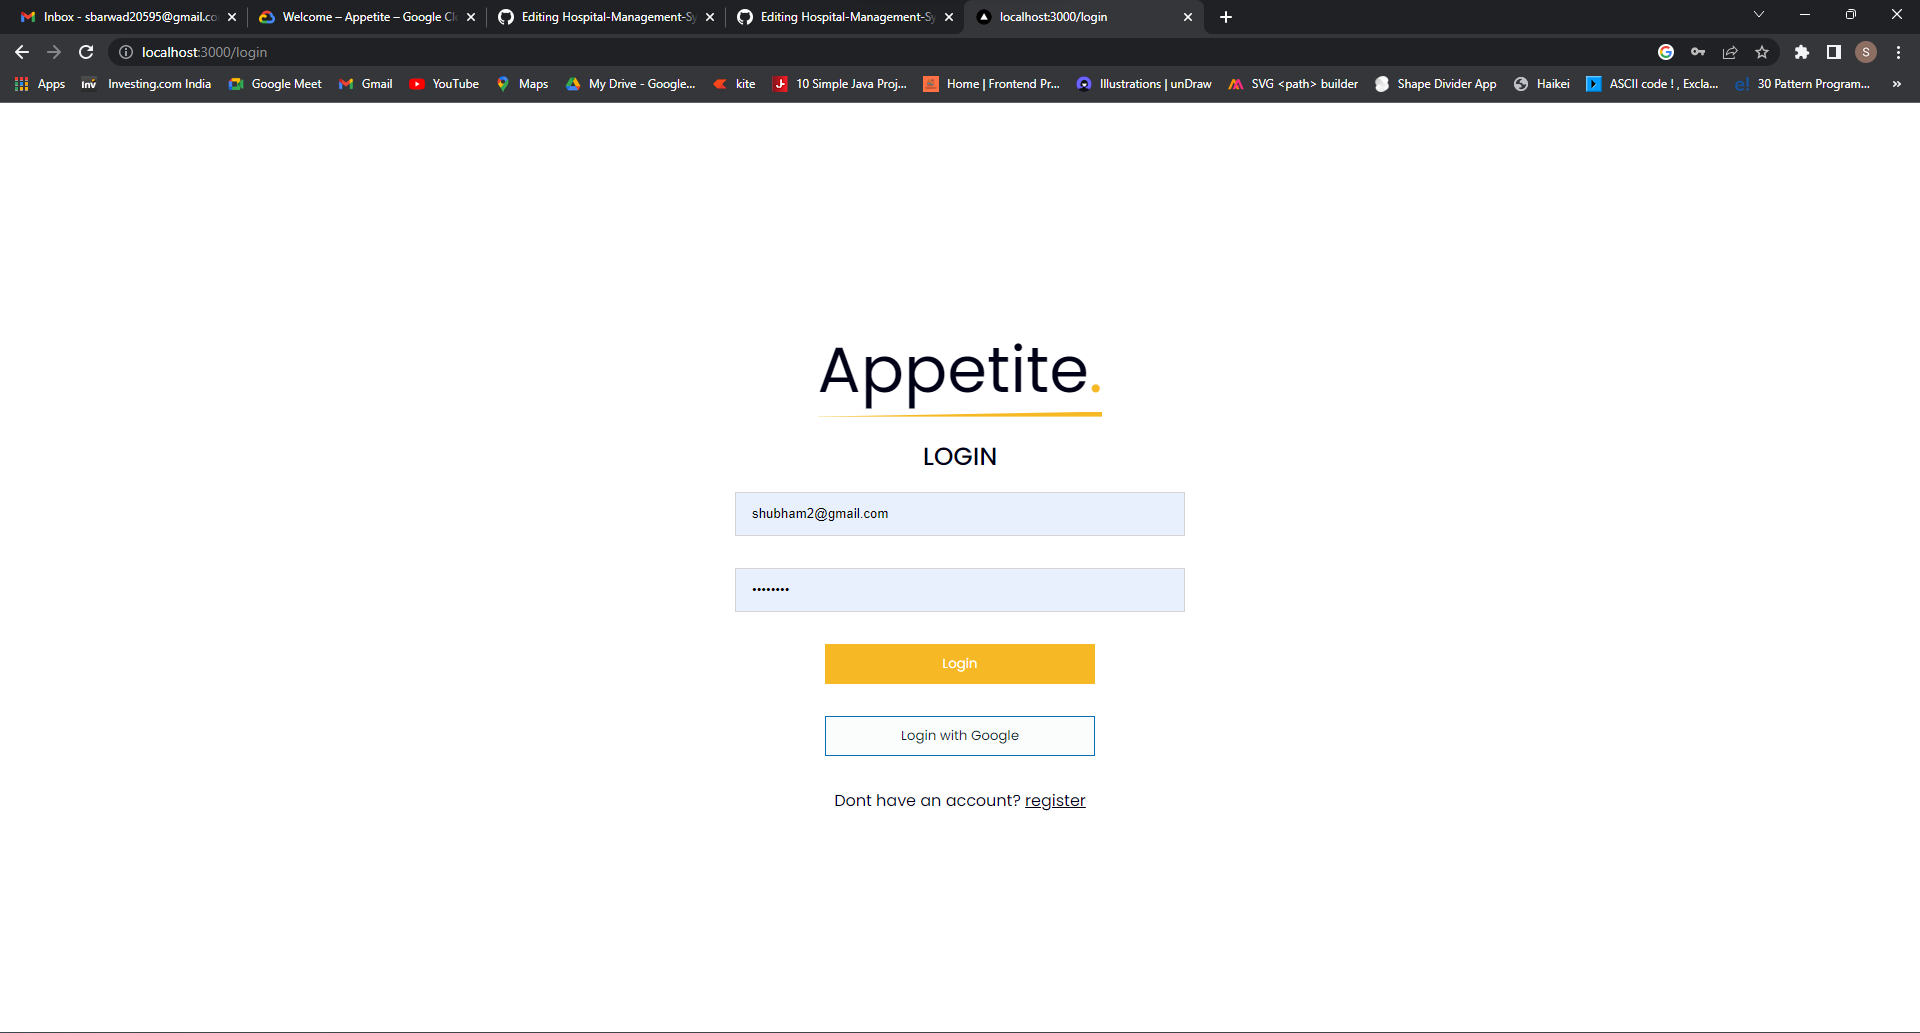 Inbox - sbarwad20595@gmail.co
Welcome – Appetite – Google Cl
Editing Hospital-Management-Sy
Editing Hospital-Management-Sy
localhost:3000/login
localhost:3000/login
S
Apps
inv Investing.com India
Google Meet
Gmail
YouTube
Maps
My Drive - Google...
kite
10 Simple Java Proj...
Home | Frontend Pr...
Illustrations | unDraw
SVG <path> builder
Shape Divider App
Haikei
ASCII code ! , Excla...
e! 30 Pattern Program...
»
Appetite.
LOGIN
shubham2@gmail.com
••••••••
Login
Login with Google
Dont have an account? register